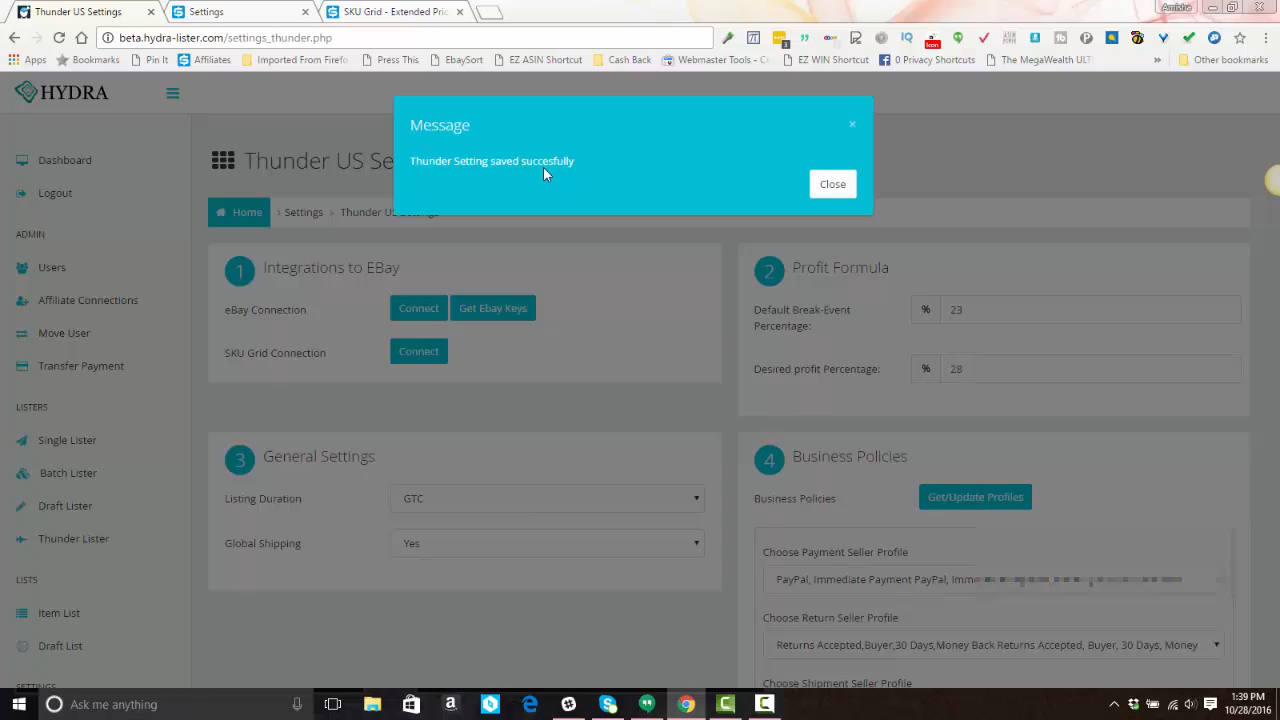 Thunder US Settings
Settings
SKU Grid - Extended Pric
Amisha
beta.hydra-lister.com/settings_thunder.php
Apps
Bookmarks
Pin It
Affiliates
Imported From Firefo
Press This
EbaySoft
EZ ASIN Shortcut
Cash Back
Webmaster Tools - C
EZ WIN Shortcut
0 Privacy Shortcuts
The MegaWealth ULT
»
Other bookmarks
HYDRA
Message
×
Thunder Setting saved succesfully
Close
Dashboard
Logout
ADMIN
Users
Affiliate Connections
Move User
Transfer Payment
LISTERS
Single Lister
Batch Lister
Draft Lister
Thunder Lister
LISTS
Item List
Draft List
SETTINGS
Thunder US Se
Home › Settings › Thunder US Settings
1 Integrations to EBay
eBay Connection Connect Get Ebay Keys
SKU Grid Connection Connect
2 Profit Formula
Default Break-Event
Percentage:
% 23
Desired profit Percentage: % 28
3 General Settings
Listing Duration GTC
Global Shipping Yes
4 Business Policies
Business Policies Get/Update Profiles
Choose Payment Seller Profile
PayPal, Immediate Payment PayPal, Imm
Choose Return Seller Profile
Returns Accepted,Buyer,30 Days,Money Back Returns Accepted, Buyer, 30 Days, Money
Choose Shipment Seller Profile
Ask me anything
1:39 PM
10/28/2016